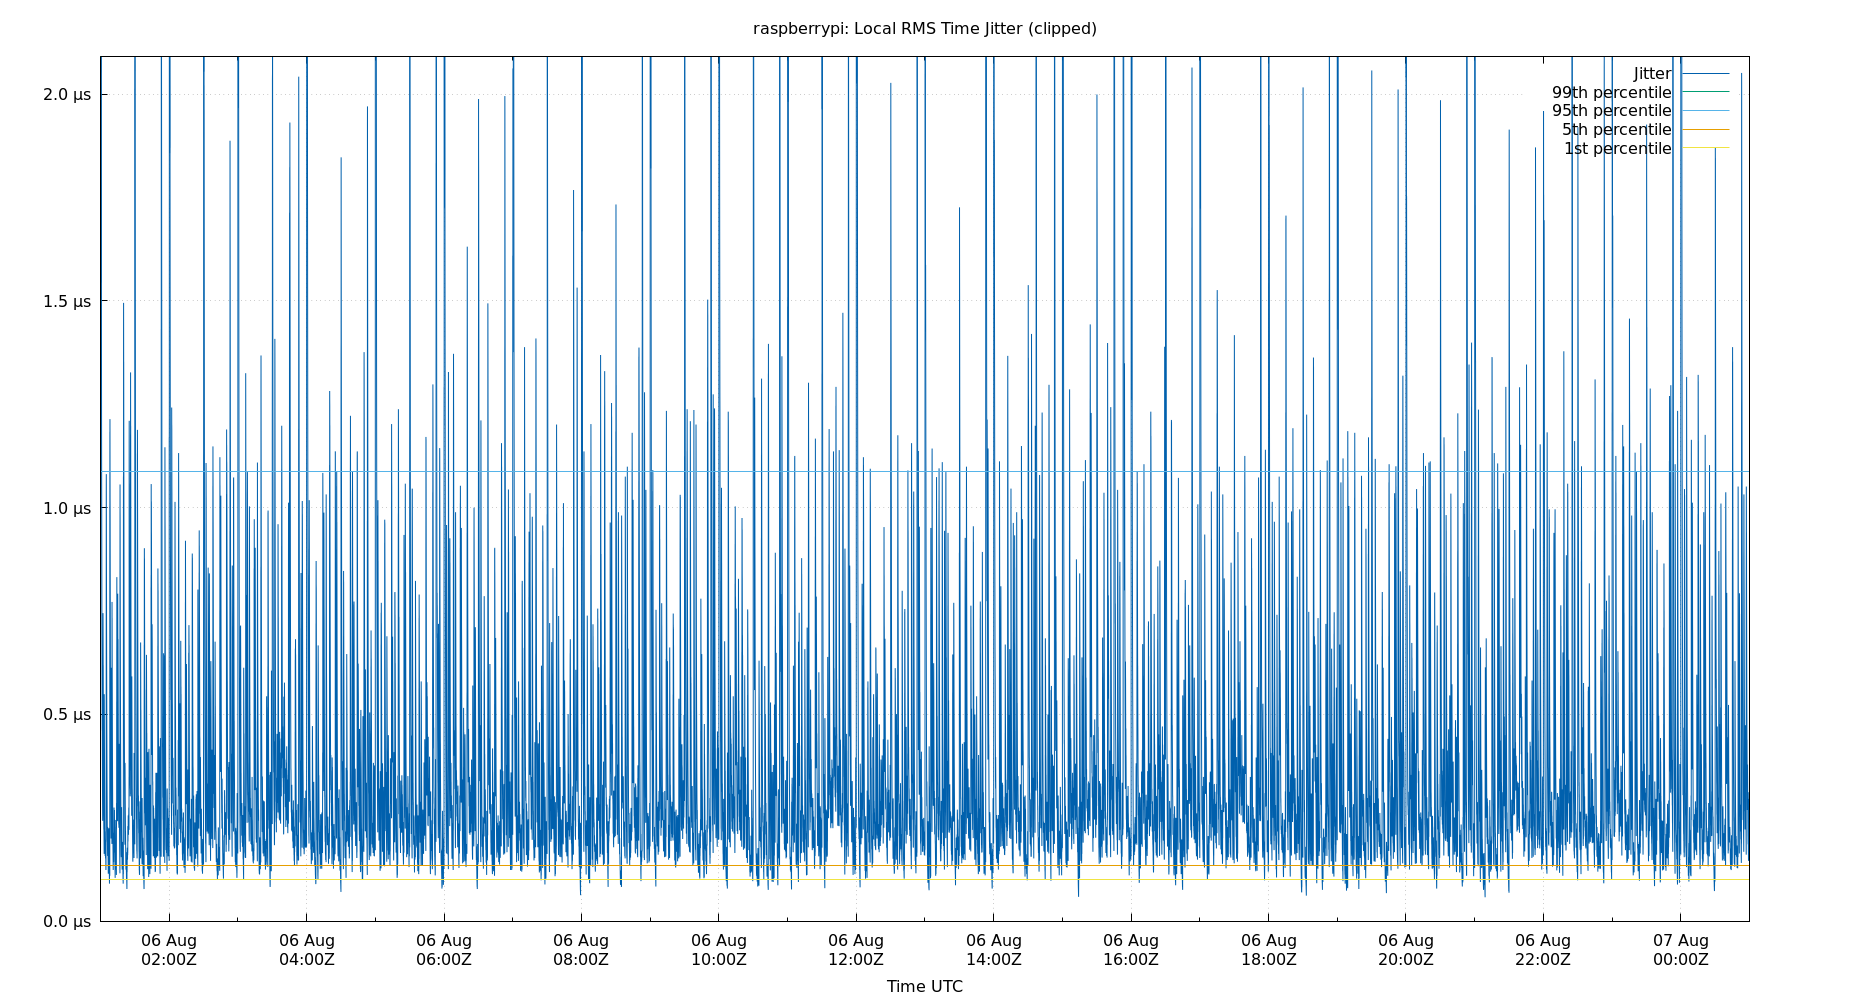 raspberrypi: Local RMS Time Jitter (clipped)
Jitter
99th percentile
95th percentile
5th percentile
1st percentile
2.0 µs
1.5 µs
1.0 µs
0.5 µs
0.0 µs
06 Aug 06 Aug 06 Aug 06 Aug 06 Aug 06 Aug 06 Aug 06 Aug 06 Aug 06 Aug 06 Aug 07 Aug
02:00Z 04:00Z 06:00Z 08:00Z 10:00Z 12:00Z 14:00Z 16:00Z 18:00Z 20:00Z 22:00Z 00:00Z
Time UTC